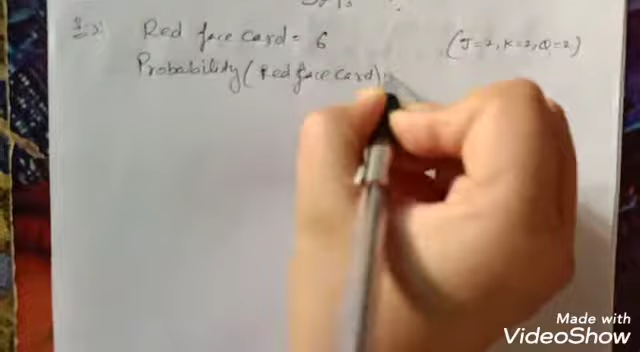 Red face card = 6 (J=2, K=2, Q=2)
Probability (Red face card) =
Made with
VideoShow